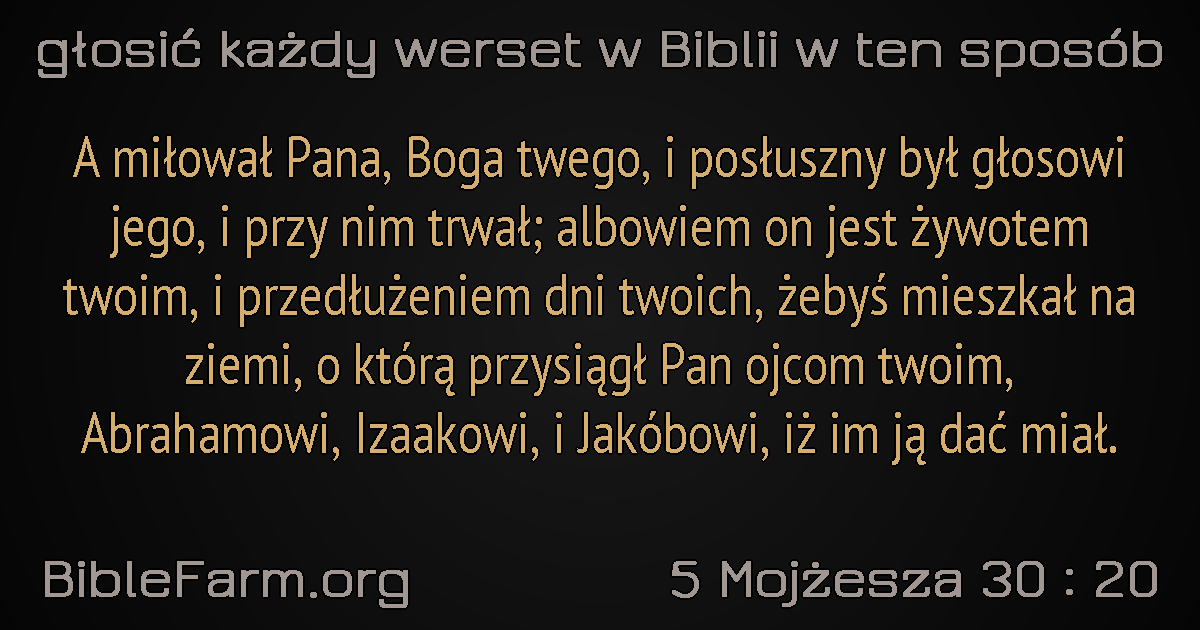 głosić każdy werset w Biblii w ten sposób
A miłował Pana, Boga twego, i posłuszny był głosowi
jego, i przy nim trwał; albowiem on jest żywotem
twoim, i przedłużeniem dni twoich, żebyś mieszkał na
ziemi, o którą przysiągł Pan ojcom twoim,
Abrahamowi, Izaakowi, i Jakóbowi, iż im ją dać miał.
BibleFarm.org
5 Mojżesza 30 : 20